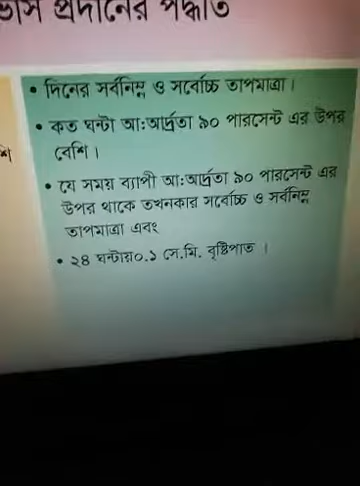 ভাস প্রদানের পদ্ধতি
• দিনের সর্বনিম্ন ও সর্বোচ্চ তাপমাত্রা।
• কত ঘন্টা আ:আর্দ্রতা ৯০ পারসেন্ট এর উপর
বেশি।
শ
• যে সময় ব্যাপী আ:আর্দ্রতা ৯০ পারসেন্ট এর
উপর থাকে তখনকার সর্বোচ্চ ও সর্বনিম্ন
তাপমাত্রা এবং
• ২৪ ঘন্টায়০.১ সে.মি. বৃষ্টিপাত ।